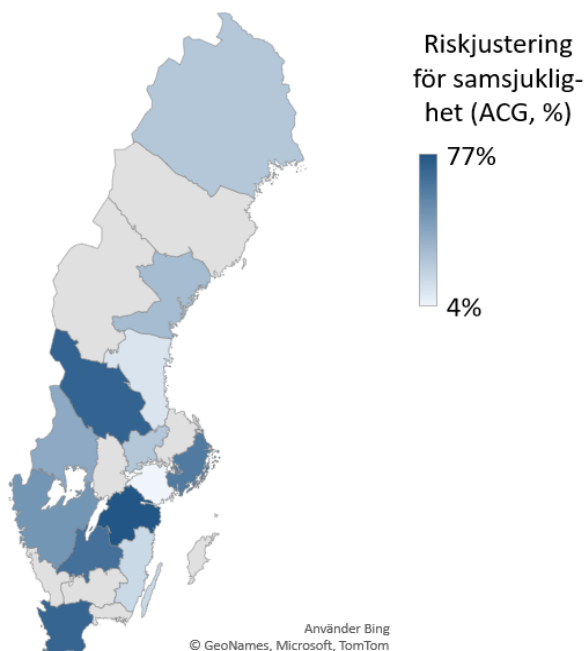 Riskjustering
för samsjuklig-
het (ACG, %)
77%
4%
Använder Bing
© GeoNames, Microsoft, TomTom